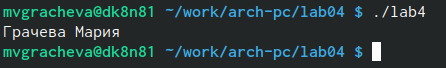 mvgracheva@dk8n81 ~/work/arch-pc/lab04 $ ./lab4
Грачева Мария
mvgracheva@dk8n81 ~/work/arch-pc/lab04 $